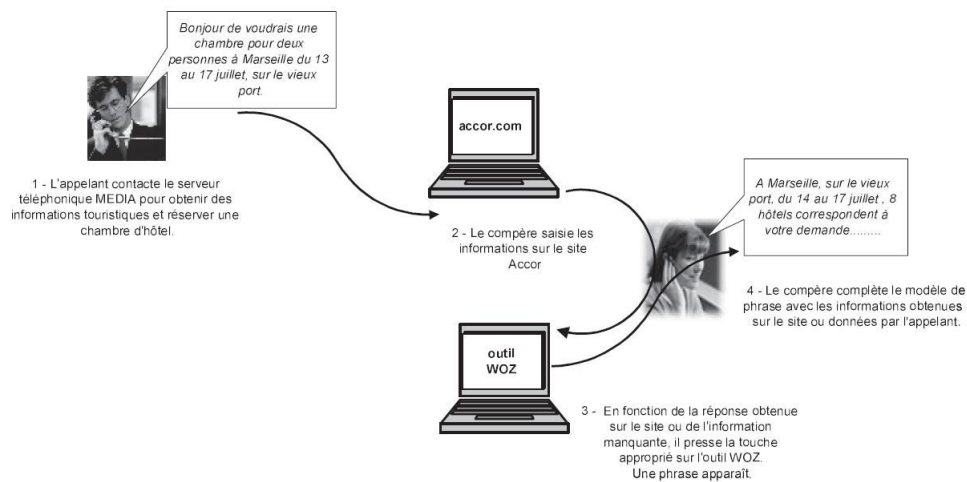 Bonjour de voudrais une
chambre pour deux
personnes à Marseille du 13
au 17 juillet, sur le vieux
port.
1 - L'appelant contacte le serveur
téléphonique MEDIA pour obtenir des
informations touristiques et réserver une
chambre d'hôtel.
accor.com
2 - Le compère saisie les
informations sur le site
Accor
A Marseille, sur le vieux
port, du 14 au 17 juillet , 8
hôtels correspondent à
votre demande.........
4 - Le compère complète le modèle de
phrase avec les informations obtenues
sur le site ou données par l'appelant.
outil
WOZ
3 - En fonction de la réponse obtenue
sur le site ou de l'information
manquante, il presse la touche
approprié sur l'outil WOZ.
Une phrase apparaît.